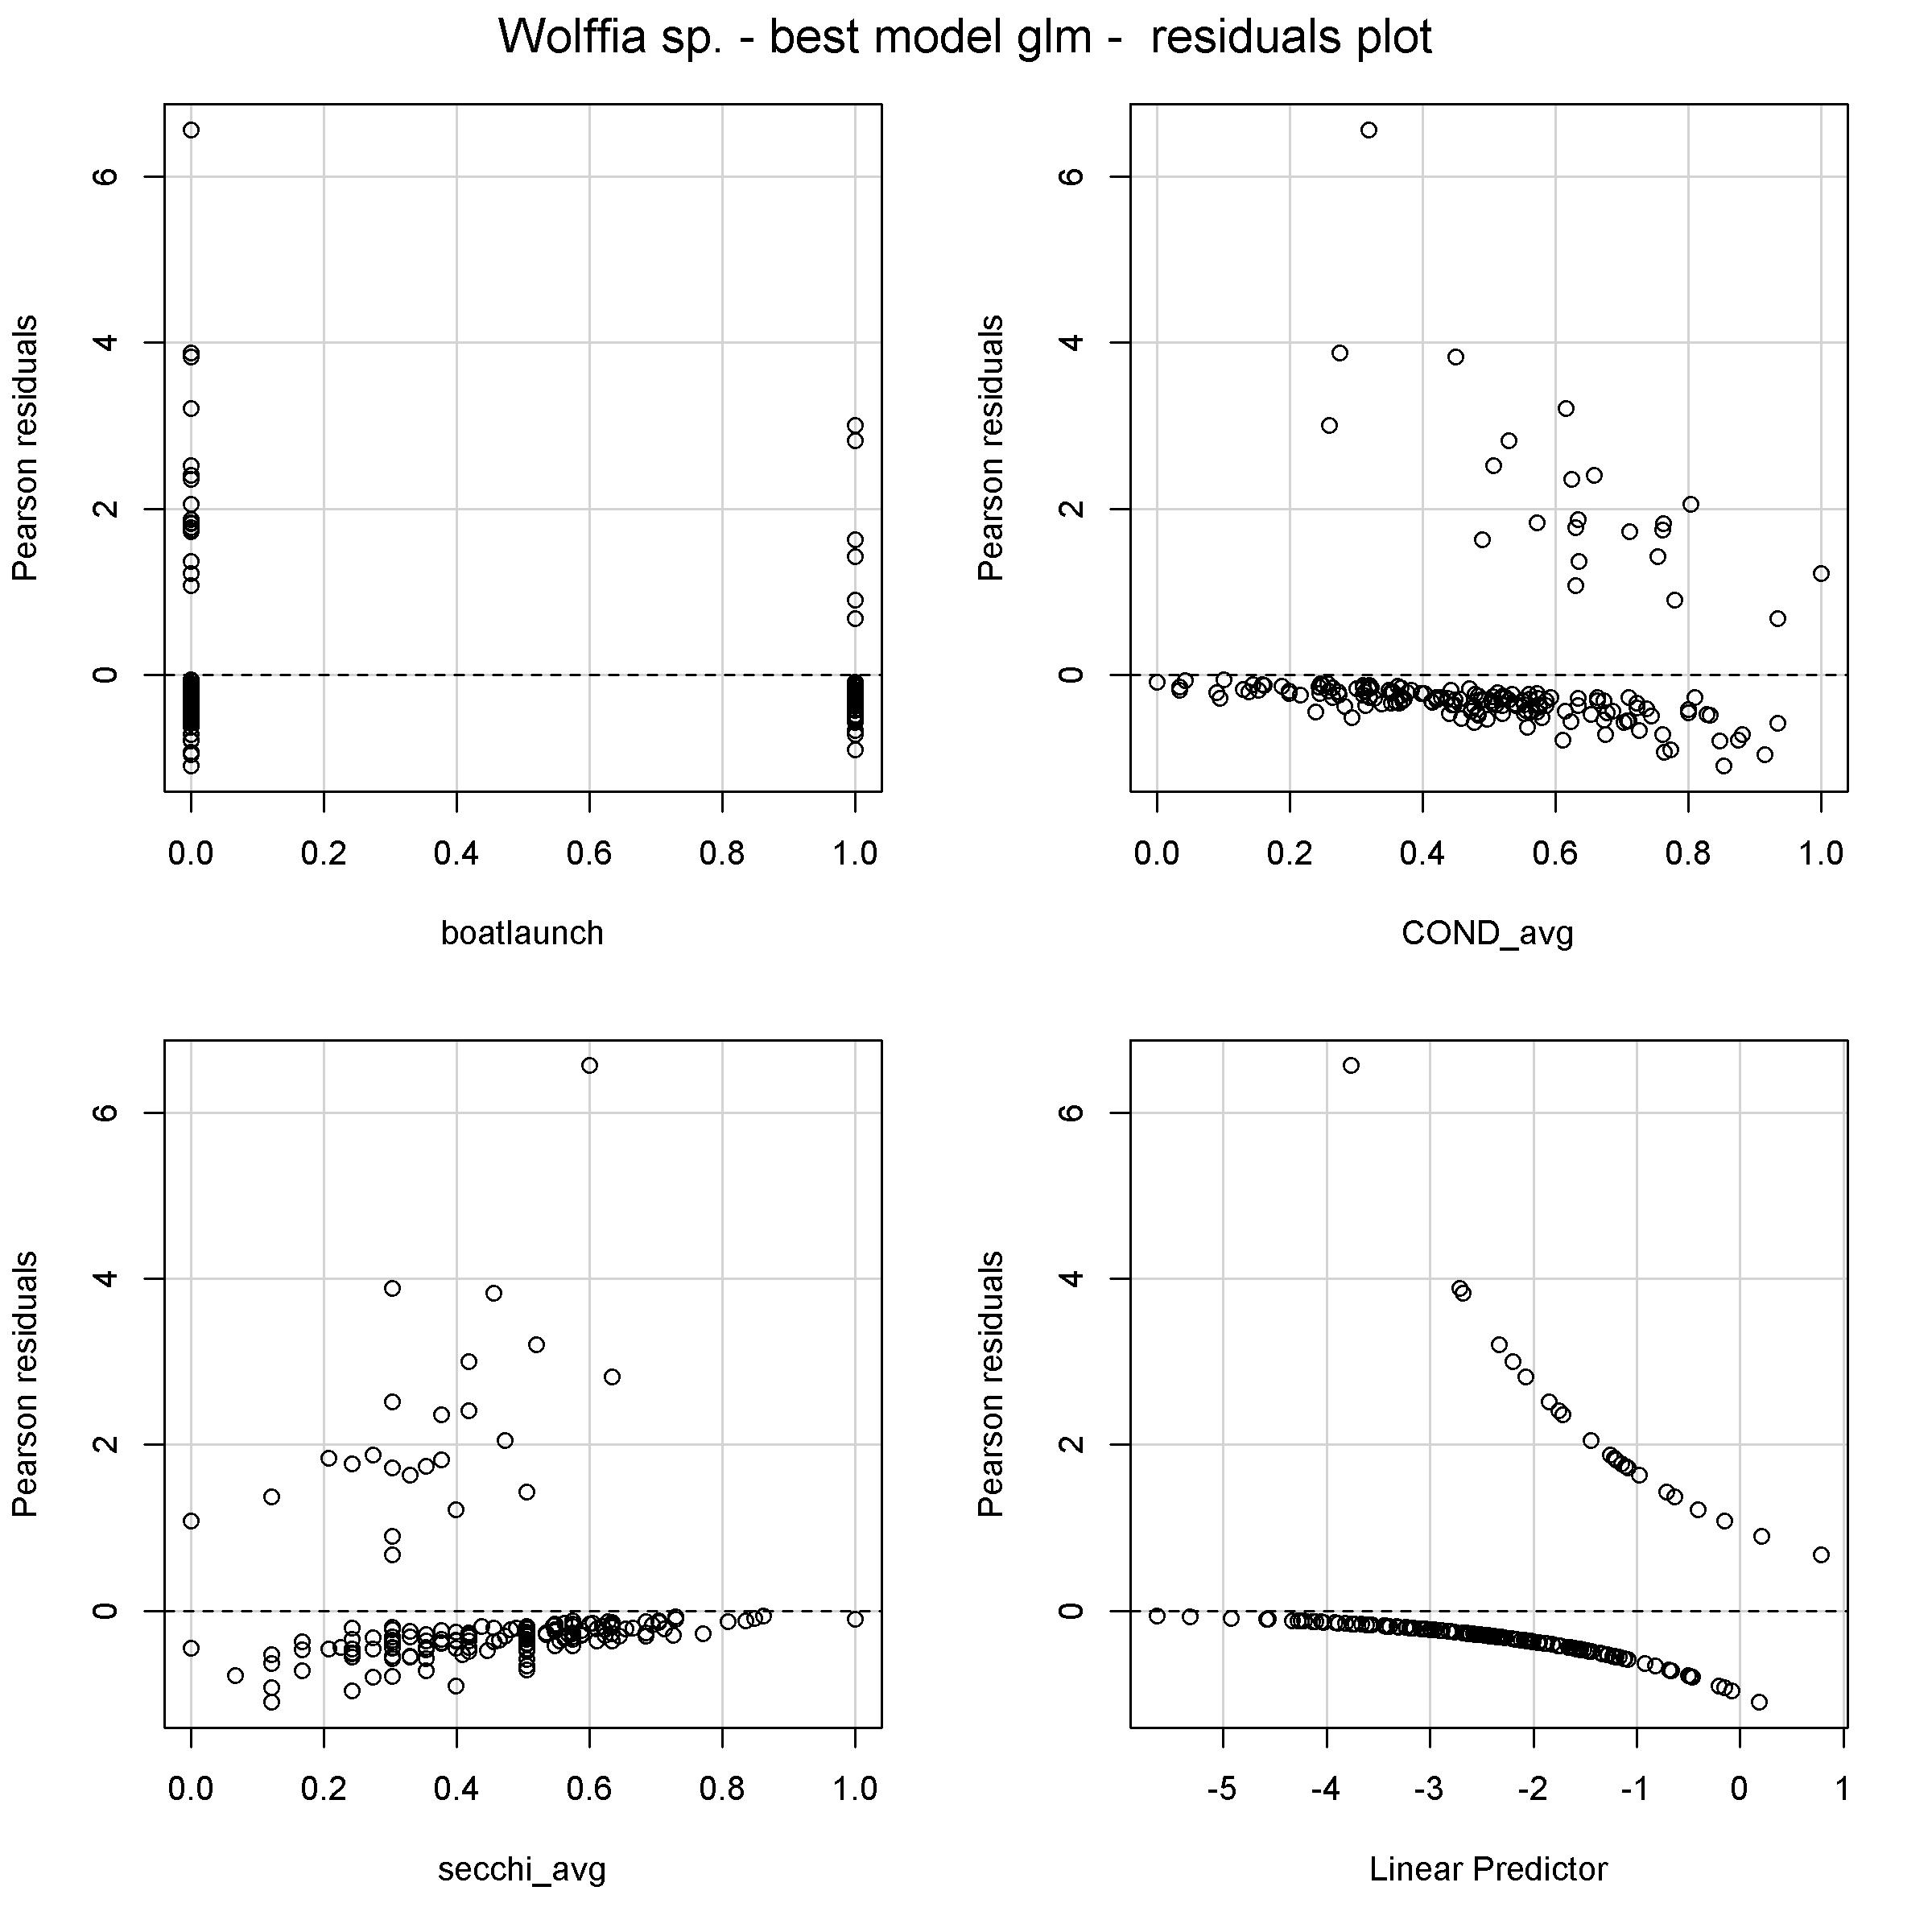 Wolffia sp. - best model glm -  residuals plot
Pearson residuals
0 2 4 6
0.0 0.2 0.4 0.6 0.8 1.0
boatlaunch
Pearson residuals
0 2 4 6
0.0 0.2 0.4 0.6 0.8 1.0
COND_avg
Pearson residuals
0 2 4 6
0.0 0.2 0.4 0.6 0.8 1.0
secchi_avg
Pearson residuals
0 2 4 6
-5 -4 -3 -2 -1 0 1
Linear Predictor